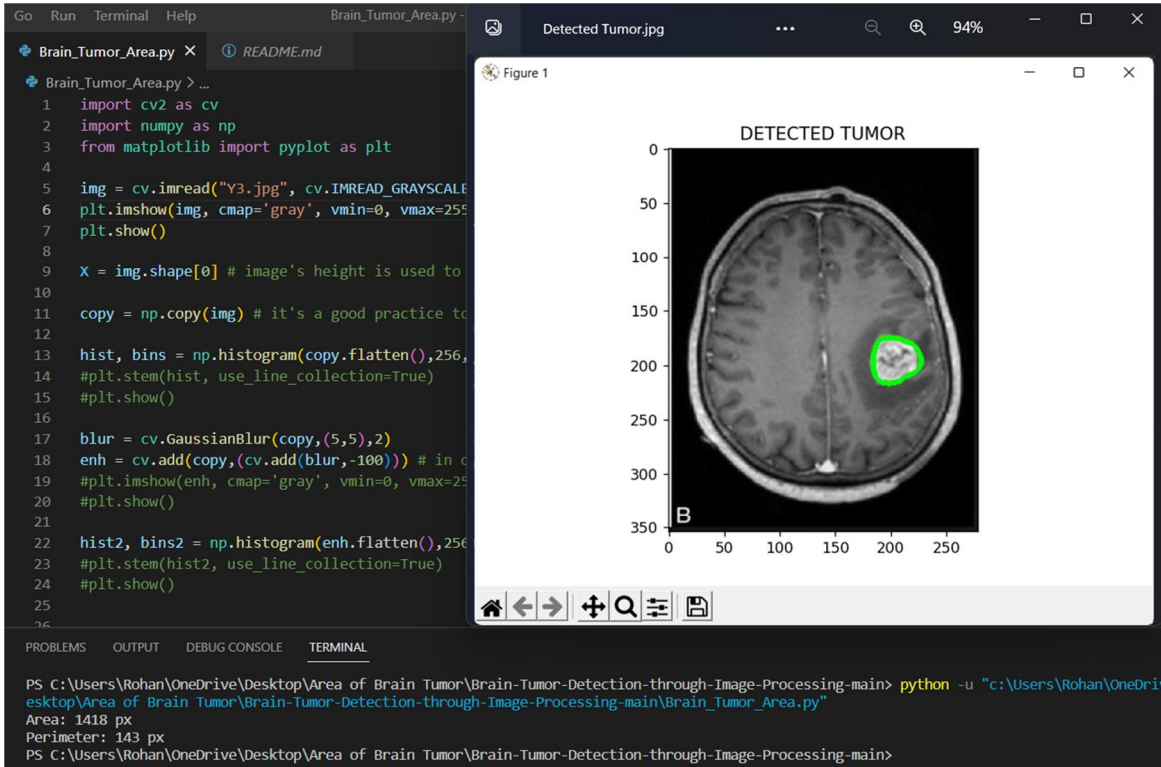 Go Run Terminal Help Brain_Tumor_Area.py -
Brain_Tumor_Area.py × README.md
Brain_Tumor_Area.py > ...
1 import cv2 as cv
2 import numpy as np
3 from matplotlib import pyplot as plt
4
5 img = cv.imread("Y3.jpg", cv.IMREAD_GRAYSCALE
6 plt.imshow(img, cmap='gray', vmin=0, vmax=255
7 plt.show()
8
9 X = img.shape[0] # image's height is used to
10
11 copy = np.copy(img) # it's a good practice to
12
13 hist, bins = np.histogram(copy.flatten(),256,
14 #plt.stem(hist, use_line_collection=True)
15 #plt.show()
16
17 blur = cv.GaussianBlur(copy,(5,5),2)
18 enh = cv.add(copy,(cv.add(blur,-100))) # in c
19 #plt.imshow(enh, cmap='gray', vmin=0, vmax=25
20 #plt.show()
21
22 hist2, bins2 = np.histogram(enh.flatten(),256
23 #plt.stem(hist2, use_line_collection=True)
24 #plt.show()
25
26
Detected Tumor.jpg ... 94%
Figure 1
DETECTED TUMOR
0
50
100
150
200
250
300
350
B
0 50 100 150 200 250
PROBLEMS OUTPUT DEBUG CONSOLE TERMINAL
PS C:\Users\Rohan\OneDrive\Desktop\Area of Brain Tumor\Brain-Tumor-Detection-through-Image-Processing-main> python -u "c:\Users\Rohan\OneDriv
esktop\Area of Brain Tumor\Brain-Tumor-Detection-through-Image-Processing-main\Brain_Tumor_Area.py"
Area: 1418 px
Perimeter: 143 px
PS C:\Users\Rohan\OneDrive\Desktop\Area of Brain Tumor\Brain-Tumor-Detection-through-Image-Processing-main>